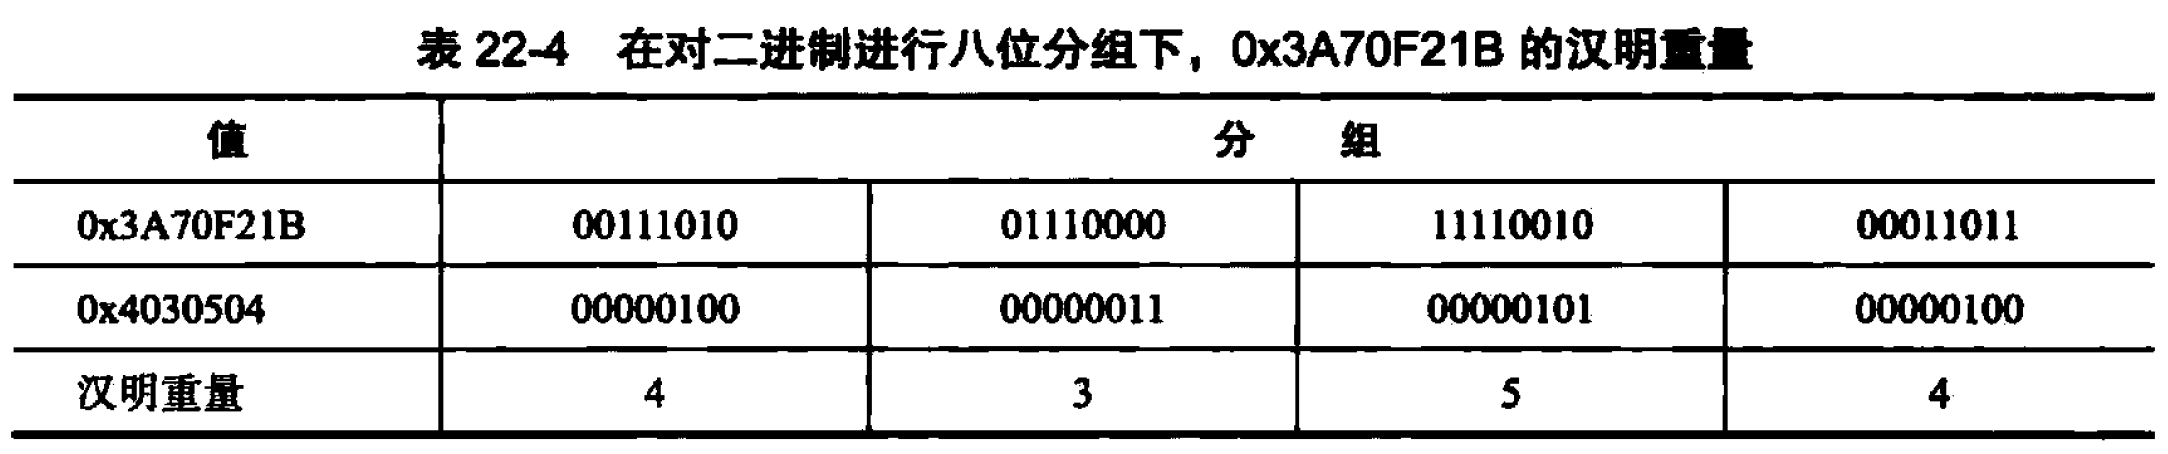 表 22-4 在对二进制进行八位分组下，0x3A70F21B 的汉明重量
值 分 组
0x3A70F21B 00111010 01110000 11110010 00011011
0x4030504 00000100 00000011 00000101 00000100
汉明重量 4 3 5 4